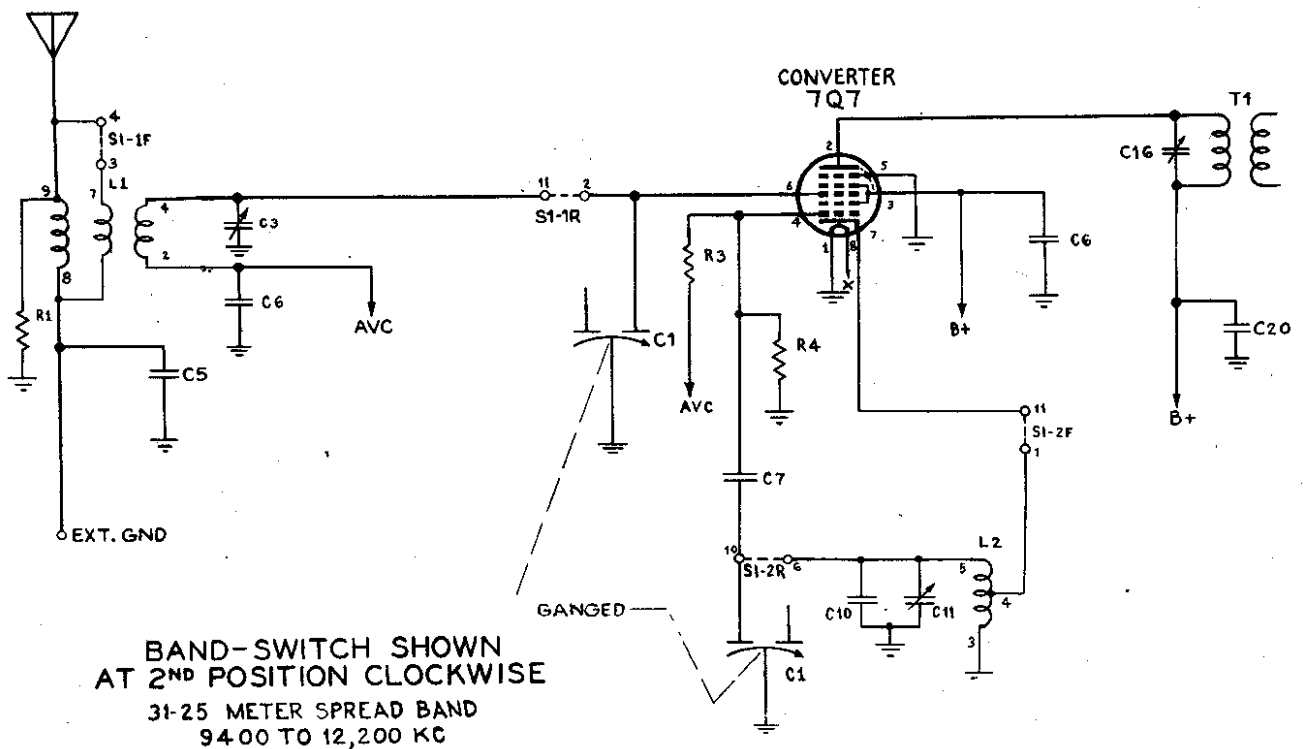 CONVERTER
7Q7
T1
4
S1-1F
3
L1
9
7
4
C3
2
8
R1
C6
AVC
C5
EXT. GND
11
2
S1-1R
C1
2
5
6
3
4
7
1
8
X
R3
AVC
R4
C6
B+
C16
C20
B+
11
S1-2F
1
C7
10
S1-2R
6
C10
C11
L2
5
4
3
GANGED
C1
BAND-SWITCH SHOWN
AT 2ND POSITION CLOCKWISE
31-25 METER SPREAD BAND
9400 TO 12,200 KC